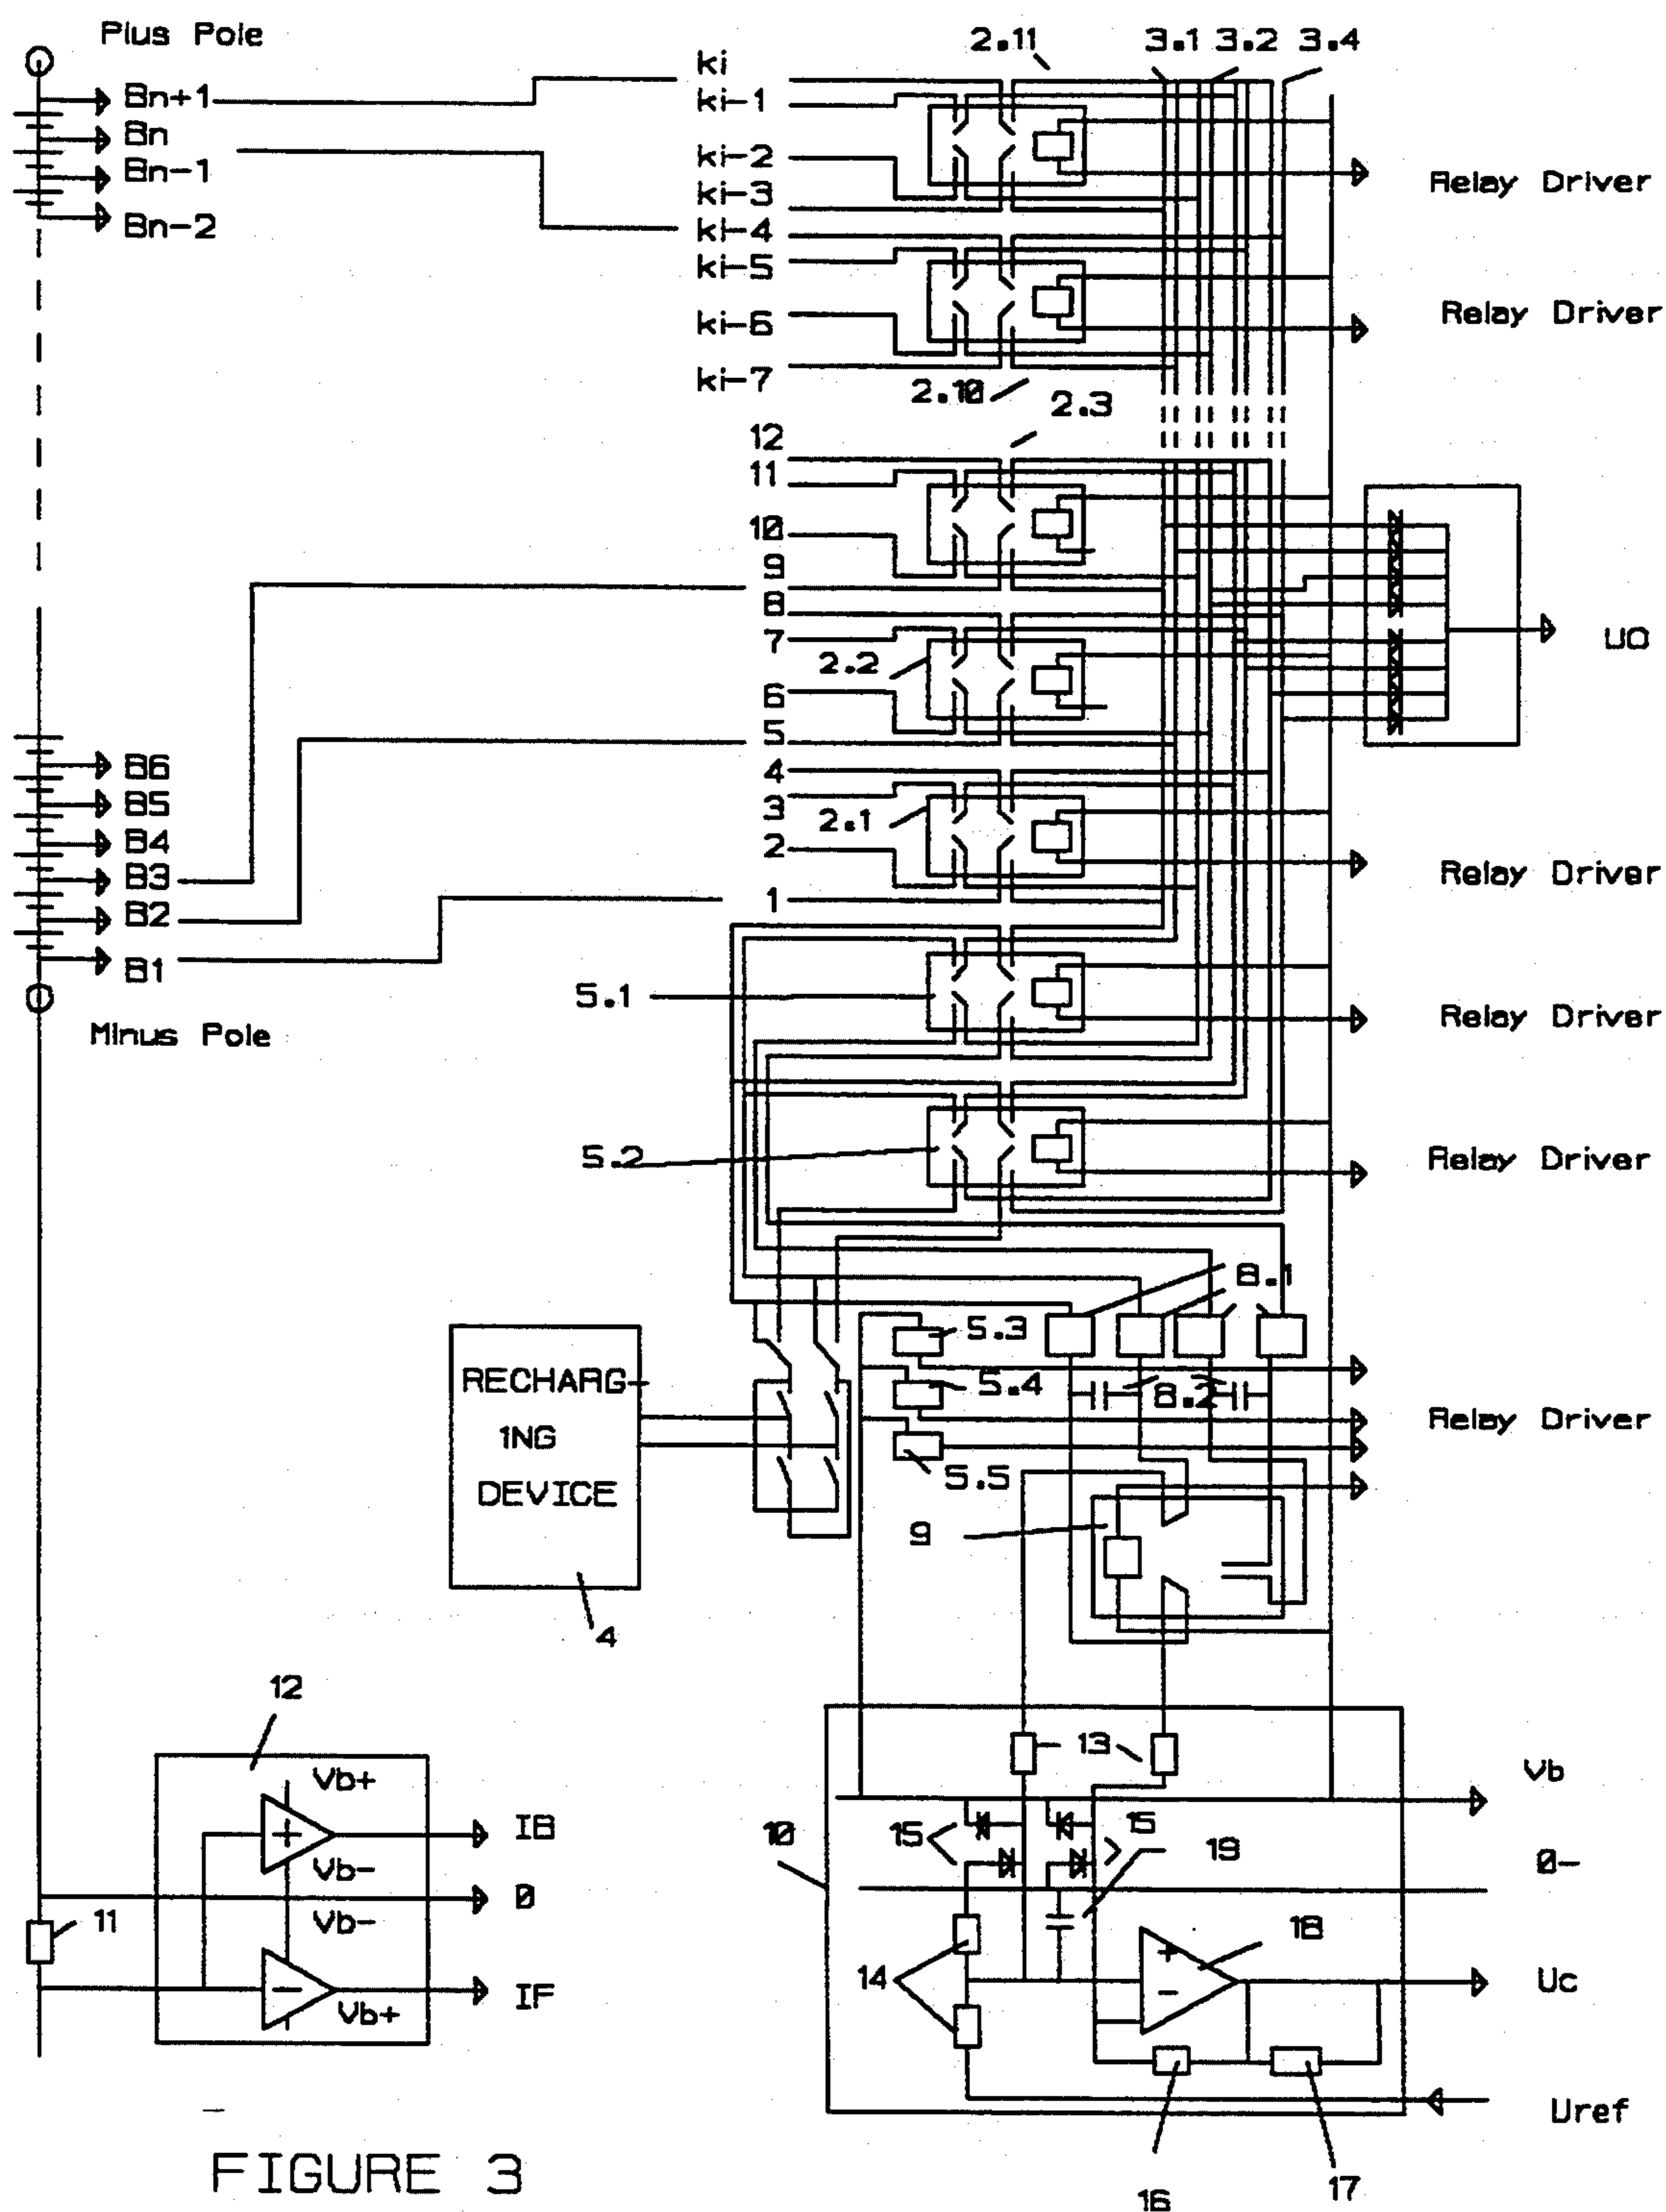 Plus Pole
2.11
3.1 3.2 3.4
ki
Bn+1
ki-1
Bn
ki-2
Bn-1
Relay Driver
ki-3
Bn-2
ki-4
ki-5
ki-6
Relay Driver
ki-7
2.10
2.3
12
11
10
9
8
7
U0
2.2
6
5
B6
4
B5
3
2.1
B4
2
B3
Relay Driver
1
B2
B1
5.1
Relay Driver
Minus Pole
5.2
Relay Driver
8.1
5.3
RECHARG-
5.4
8.2
ING
Relay Driver
5.5
DEVICE
9
4
12
13
Vb
Vb+
IB
10
15
15
19
0-
Vb-
0
11
Vb-
18
14
+
-
Uc
+
-
IF
Vb+
Uref
16
17
FIGURE 3